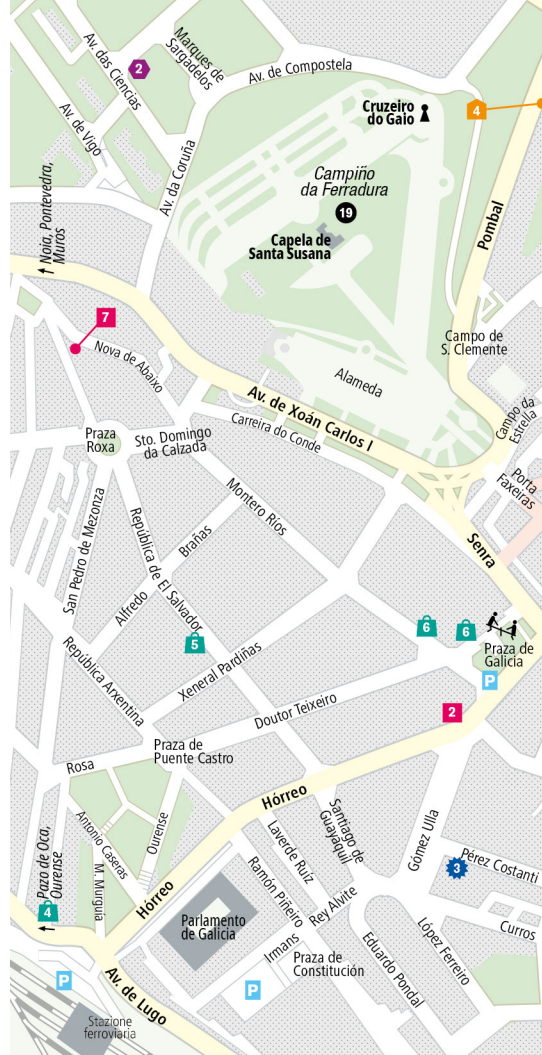 Av. das Ciencias
2
Marques de
Sargadelos
Av. de Compostela
Cruzeiro
do Gaio
4
Av. de Vigo
Av. da Coruña
Campiño
da Ferradura
19
Capela de
Santa Susana
Pombal
Noia, Pontevedra,
Muros
7
Nova de Abaixo
Campo de
S. Clemente
Alameda
Av. de Xoán Carlos I
Campo da
Estrella
Praza
Roxa
Sto. Domingo
da Calzada
Carreira do Conde
Porta
Faxeiras
San Pedro de Mezonza
República de El Salvador
Montero Ríos
Brañas
Alfredo
Senra
6
6
5
Praza de
Galicia
P
República Arxentina
Xeneral Pardiñas
Doutor Teixeiro
2
Rosa
Praza de
Puente Castro
Hórreo
Santiago de
Guayaquil
Gómez Ulla
Antonio Caseras
Ourense
Laverde Ruiz
Pérez Costanti
3
Pazo de Oca,
Ourense
M. Murguía
Hórreo
Ramón Piñeiro
Rey Alvite
4
Parlamento
de Galicia
Irmans
López Ferreiro
Curros
Praza de
Constitución
Eduardo Pondal
P
P
Av. de Lugo
Stazione
ferroviaria